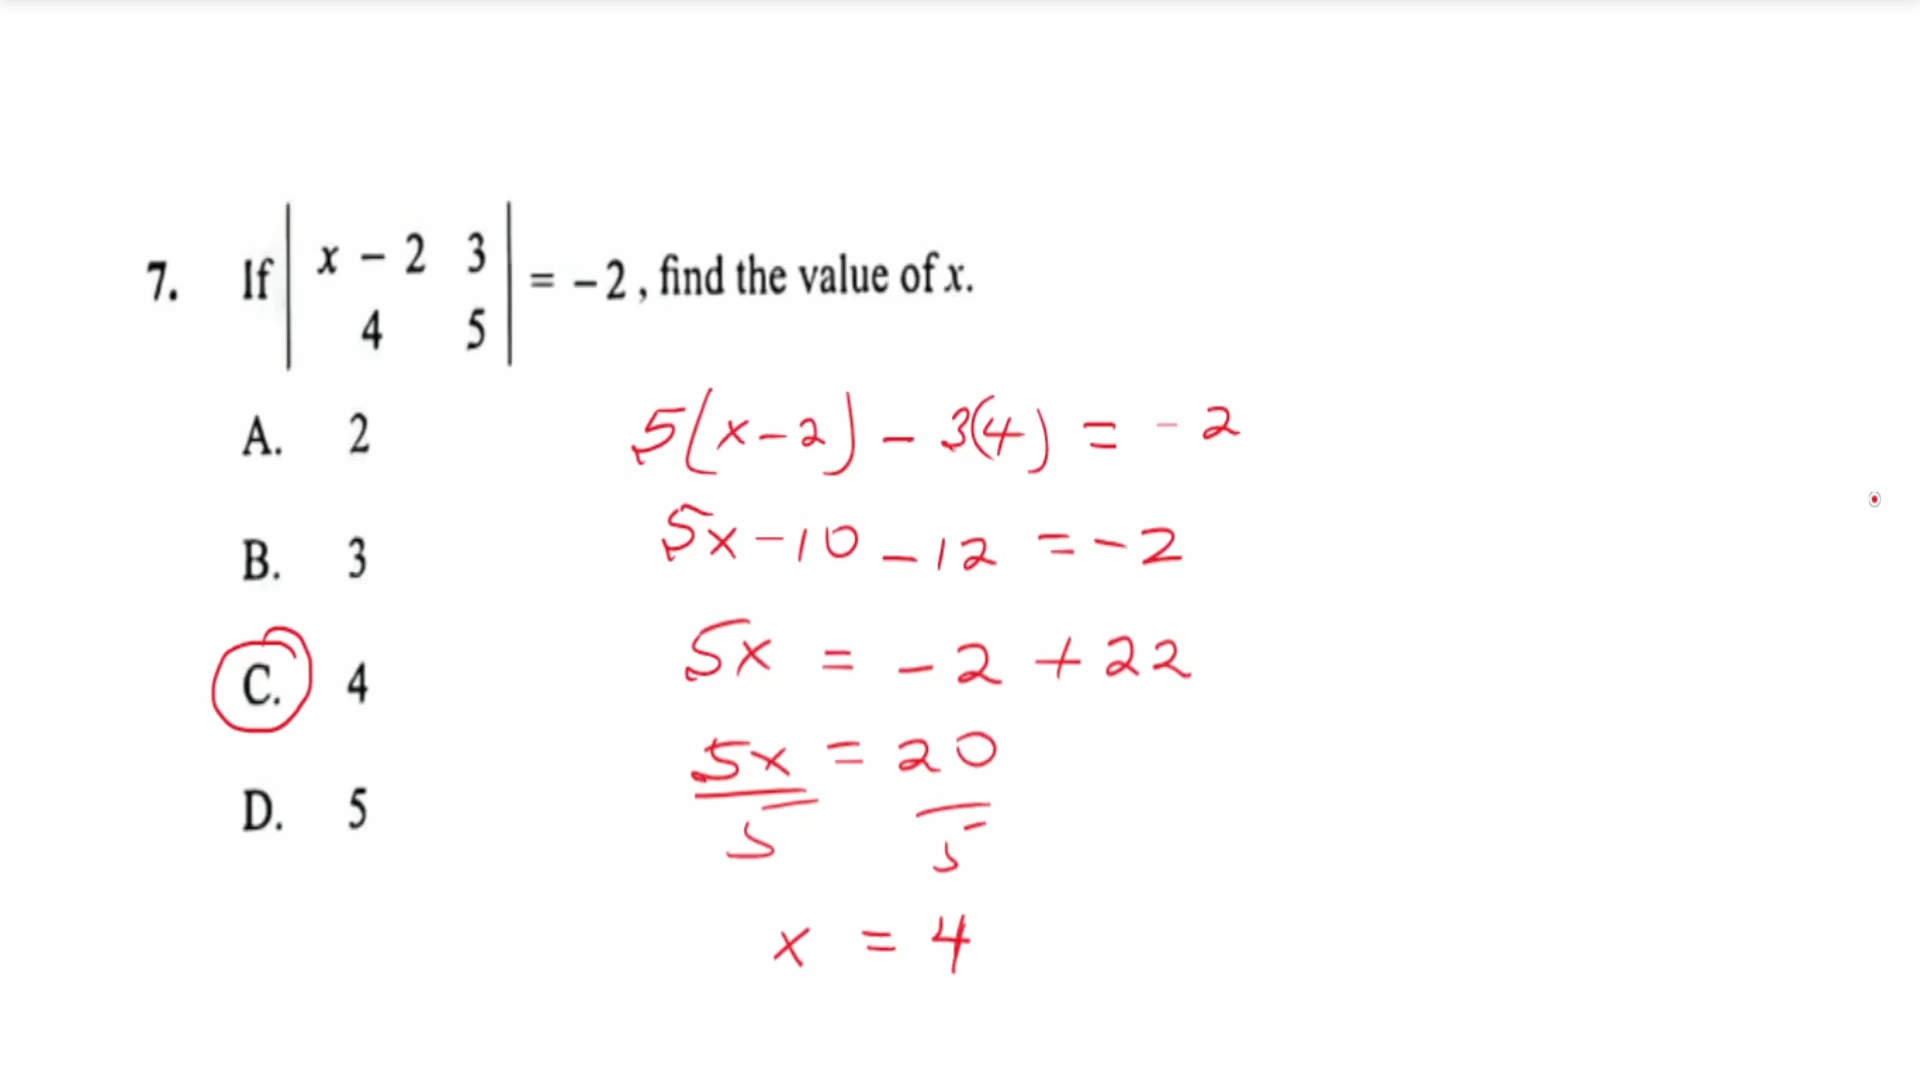 7. If | x - 2 3 | = -2, find the value of x.
4 5
A. 2
B. 3
C. 4
D. 5
5(x-2) - 3(4) = -2
5x-10 -12 = -2
5x = -2 + 22
5x = 20
5 5
x = 4